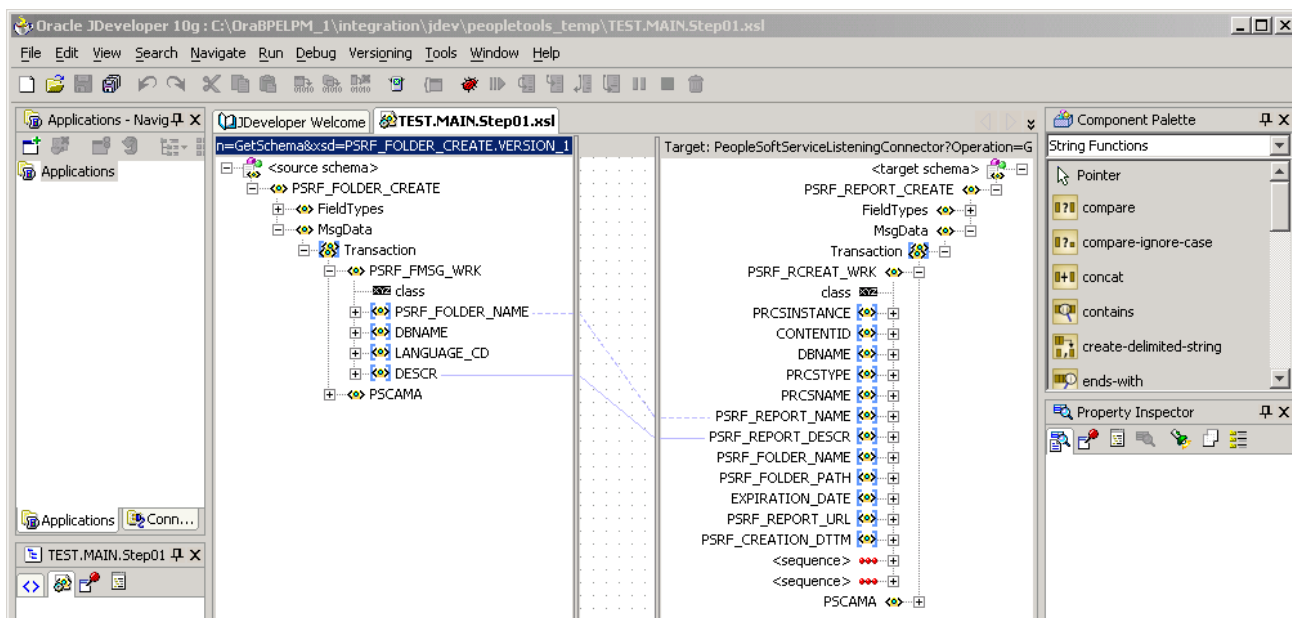 Oracle JDeveloper 10g : C:\OraBPELPM_1\integration\jdev\peopletools_temp\TEST.MAIN.Step01.xsl
File Edit View Search Navigate Run Debug Versioning Tools Window Help
Applications - Navig
Applications
Applications
Conn...
TEST.MAIN.Step01
JDeveloper Welcome
TEST.MAIN.Step01.xsl
n=GetSchema&xsd=PSRF_FOLDER_CREATE.VERSION_1
<source schema>
PSRF_FOLDER_CREATE
FieldTypes
MsgData
Transaction
PSRF_FMSG_WRK
class
PSRF_FOLDER_NAME
DBNAME
LANGUAGE_CD
DESCR
PSCAMA
Target: PeopleSoftServiceListeningConnector?Operation=G
<target schema>
PSRF_REPORT_CREATE
FieldTypes
MsgData
Transaction
PSRF_RCREAT_WRK
class
PRCSINSTANCE
CONTENTID
DBNAME
PRCSTYPE
PRCSNAME
PSRF_REPORT_NAME
PSRF_REPORT_DESCR
PSRF_FOLDER_NAME
PSRF_FOLDER_PATH
EXPIRATION_DATE
PSRF_REPORT_URL
PSRF_CREATION_DTTM
<sequence>
<sequence>
PSCAMA
Component Palette
String Functions
Pointer
compare
compare-ignore-case
concat
contains
create-delimited-string
ends-with
Property Inspector